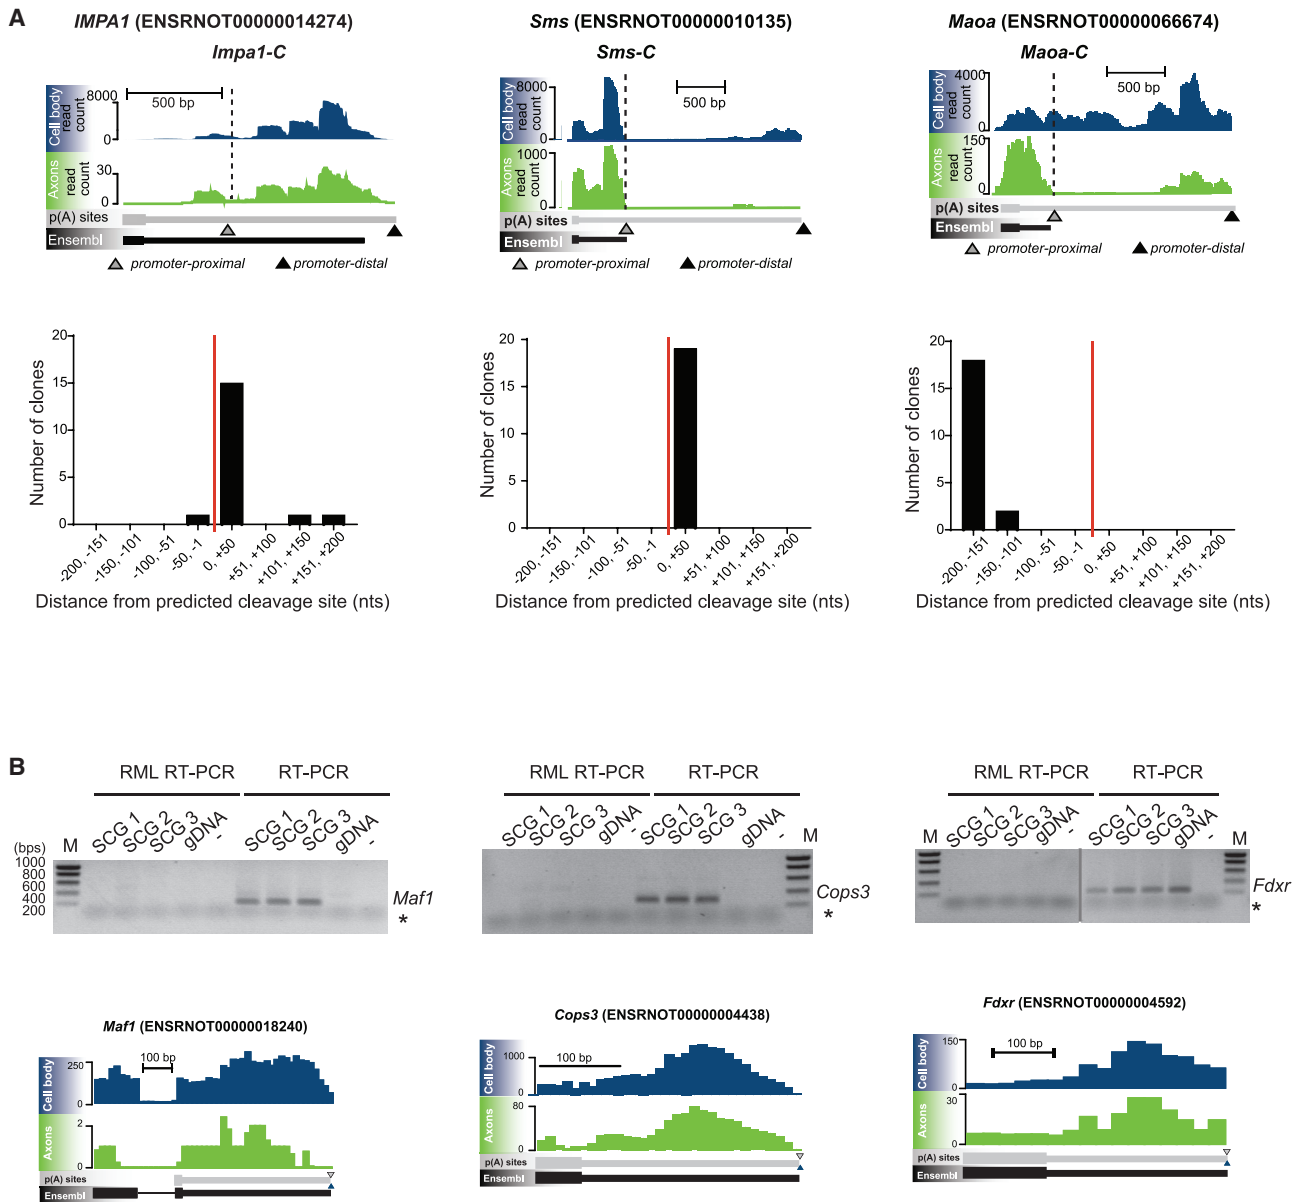 A
IMPA1 (ENSRNOT00000014274)
Impa1-C
Cell body
read count
8000
0
500 bp
Axons
read count
30
0
p(A) sites
Ensembl
promoter-proximal
promoter-distal
Sms (ENSRNOT00000010135)
Sms-C
Cell body
read count
8000
0
500 bp
Axons
read count
1000
0
p(A) sites
Ensembl
promoter-proximal
promoter-distal
Maoa (ENSRNOT00000066674)
Maoa-C
Cell body
read count
4000
0
500 bp
Axons
read count
150
0
p(A) sites
Ensembl
promoter-proximal
promoter-distal
Number of clones
20
15
10
5
0
-200, -151
-150, -101
-100, -51
-50, -1
0, +50
+51, +100
+101, +150
+151, +200
Distance from predicted cleavage site (nts)
Number of clones
20
15
10
5
0
-200, -151
-150, -101
-100, -51
-50, -1
0, +50
+51, +100
+101, +150
+151, +200
Distance from predicted cleavage site (nts)
Number of clones
20
15
10
5
0
-200, -151
-150, -101
-100, -51
-50, -1
0, +50
+51, +100
+101, +150
+151, +200
Distance from predicted cleavage site (nts)
B
RML RT-PCR RT-PCR
(bps) M SCG 1 SCG 2 SCG 3 gDNA SCG 1 SCG 2 SCG 3 gDNA -
1000
800
600
400
200
Maf1
*
RML RT-PCR RT-PCR
SCG 1 SCG 2 SCG 3 gDNA - SCG 1 SCG 2 SCG 3 gDNA - M
Cops3
*
RML RT-PCR RT-PCR
M SCG 1 SCG 2 SCG 3 gDNA - SCG 1 SCG 2 SCG 3 gDNA - M
Fdxr
*
Maf1 (ENSRNOT00000018240)
Cell body
250
0
100 bp
Axons
2
0
p(A) sites
Ensembl
Cops3 (ENSRNOT00000004438)
Cell body
1000
0
100 bp
Axons
80
0
p(A) sites
Ensembl
Fdxr (ENSRNOT00000004592)
Cell body
150
0
100 bp
Axons
30
0
p(A) sites
Ensembl